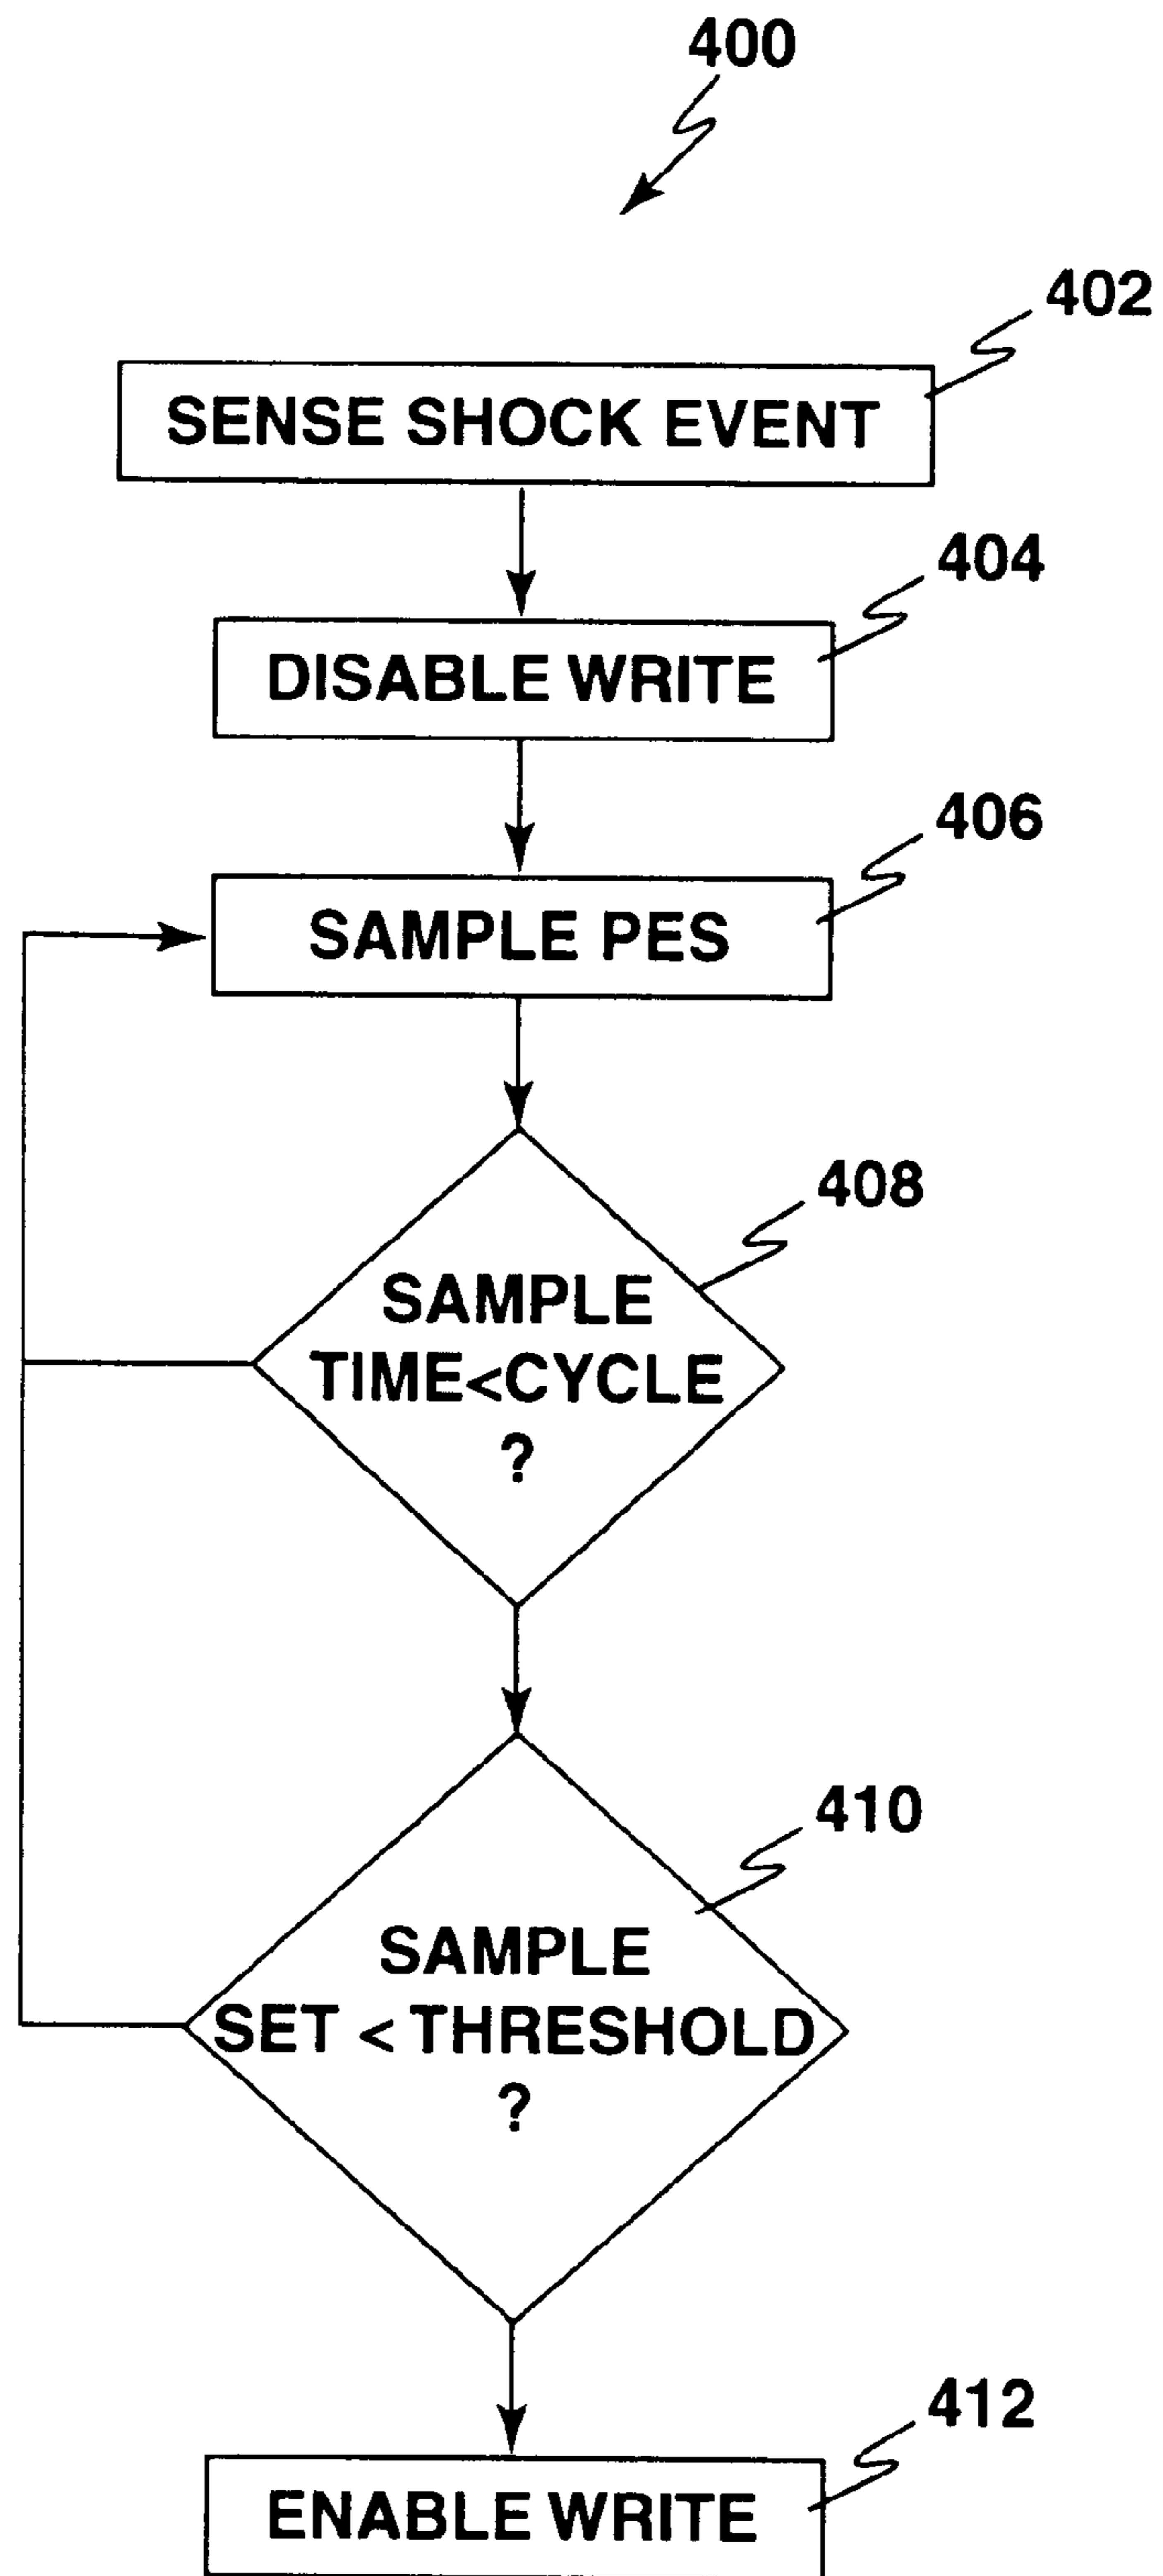 400
402
SENSE SHOCK EVENT
404
DISABLE WRITE
406
SAMPLE PES
408
SAMPLE
TIME<CYCLE
?
410
SAMPLE
SET < THRESHOLD
?
412
ENABLE WRITE